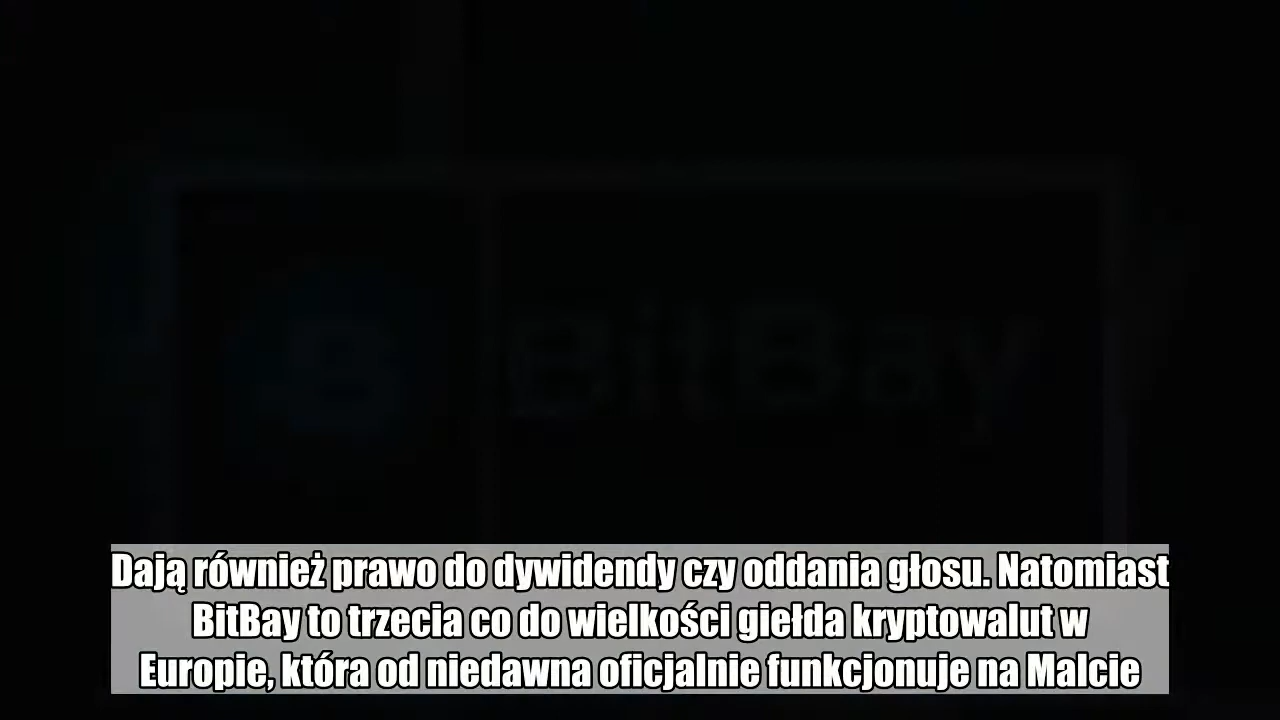 BitBay
Dają również prawo do dywidendy czy oddania głosu. Natomiast
BitBay to trzecia co do wielkości giełda kryptowalut w
Europie, która od niedawna oficjalnie funkcjonuje na Malcie